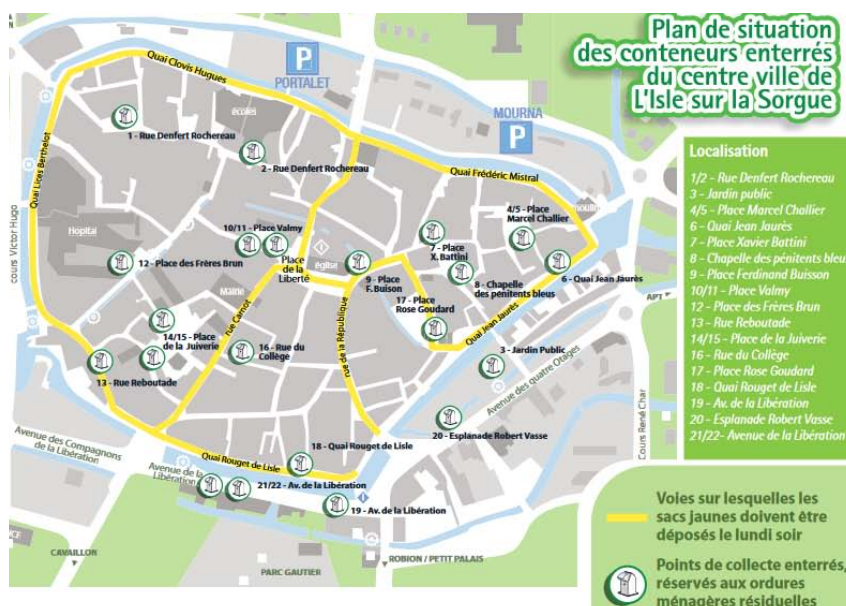 Plan de situation
des conteneurs enterrés
du centre ville de
L'Isle sur la Sorgue
Localisation
1/2 - Rue Denfert Rochereau
3 - Jardin public
4/5 - Place Marcel Challier
6 - Quai Jean Jaurès
7 - Place Xavier Battini
8 - Chapelle des pénitents bleu
9 - Place Ferdinand Buisson
10/11 - Place Valmy
12 - Place des Frères Brun
13 - Rue Reboutade
14/15 - Place de la Juiverie
16 - Rue du Collège
17 - Place Rose Goudard
18 - Quai Rouget de Lisle
19 - Av. de la Libération
20 - Esplanade Robert Vasse
21/22- Avenue de la Libération
Voies sur lesquelles les
sacs jaunes doivent être
déposés le lundi soir
Points de collecte enterrés,
réservés aux ordures
ménagères résiduelles
Quai Clovis Hugues
P
PORTALET
MOURNA
P
écoles
1 - Rue Denfert Rochereau
2 - Rue Denfert Rochereau
Quai Lices Berthelot
cours Victor Hugo
Quai Frédéric Mistral
4/5 - Place
Marcel Challier
Hopital
10/11 - Place Valmy
12 - Place des Frères Brun
Place
de la
Liberté
i
église
7 - Place
X. Battini
9 - Place
F. Buison
8 - Chapelle
des pénitents bleus
6 - Quai Jean Jaurès
Mairie
rue Carnot
17 - Place
Rose Goudard
Quai Jean Jaurès
APT
14/15 - Place
de la Juiverie
16 - Rue du
Collège
rue de la République
3 - Jardin Public
13 - Rue Reboutade
Avenue des quatre Otages
20 - Esplanade Robert Vasse
Cours René Char
Avenue des Compagnons
de la Libération
18 - Quai Rouget de Lisle
Quai Rouget de Lisle
Avenue de la
Libération
21/22 - Av. de la Libération
i
19 - Av. de la Libération
CAVAILLON
PARC GAUTIER
ROBION / PETIT PALAIS